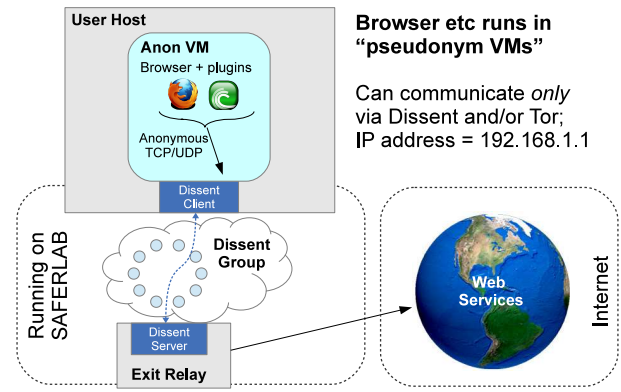 User Host
Anon VM
Browser + plugins
Anonymous
TCP/UDP
Dissent
Client
Browser etc runs in
“pseudonym VMs”
Can communicate only
via Dissent and/or Tor;
IP address = 192.168.1.1
Running on
SAFERLAB
Dissent
Group
Dissent
Server
Exit Relay
Web
Services
Internet